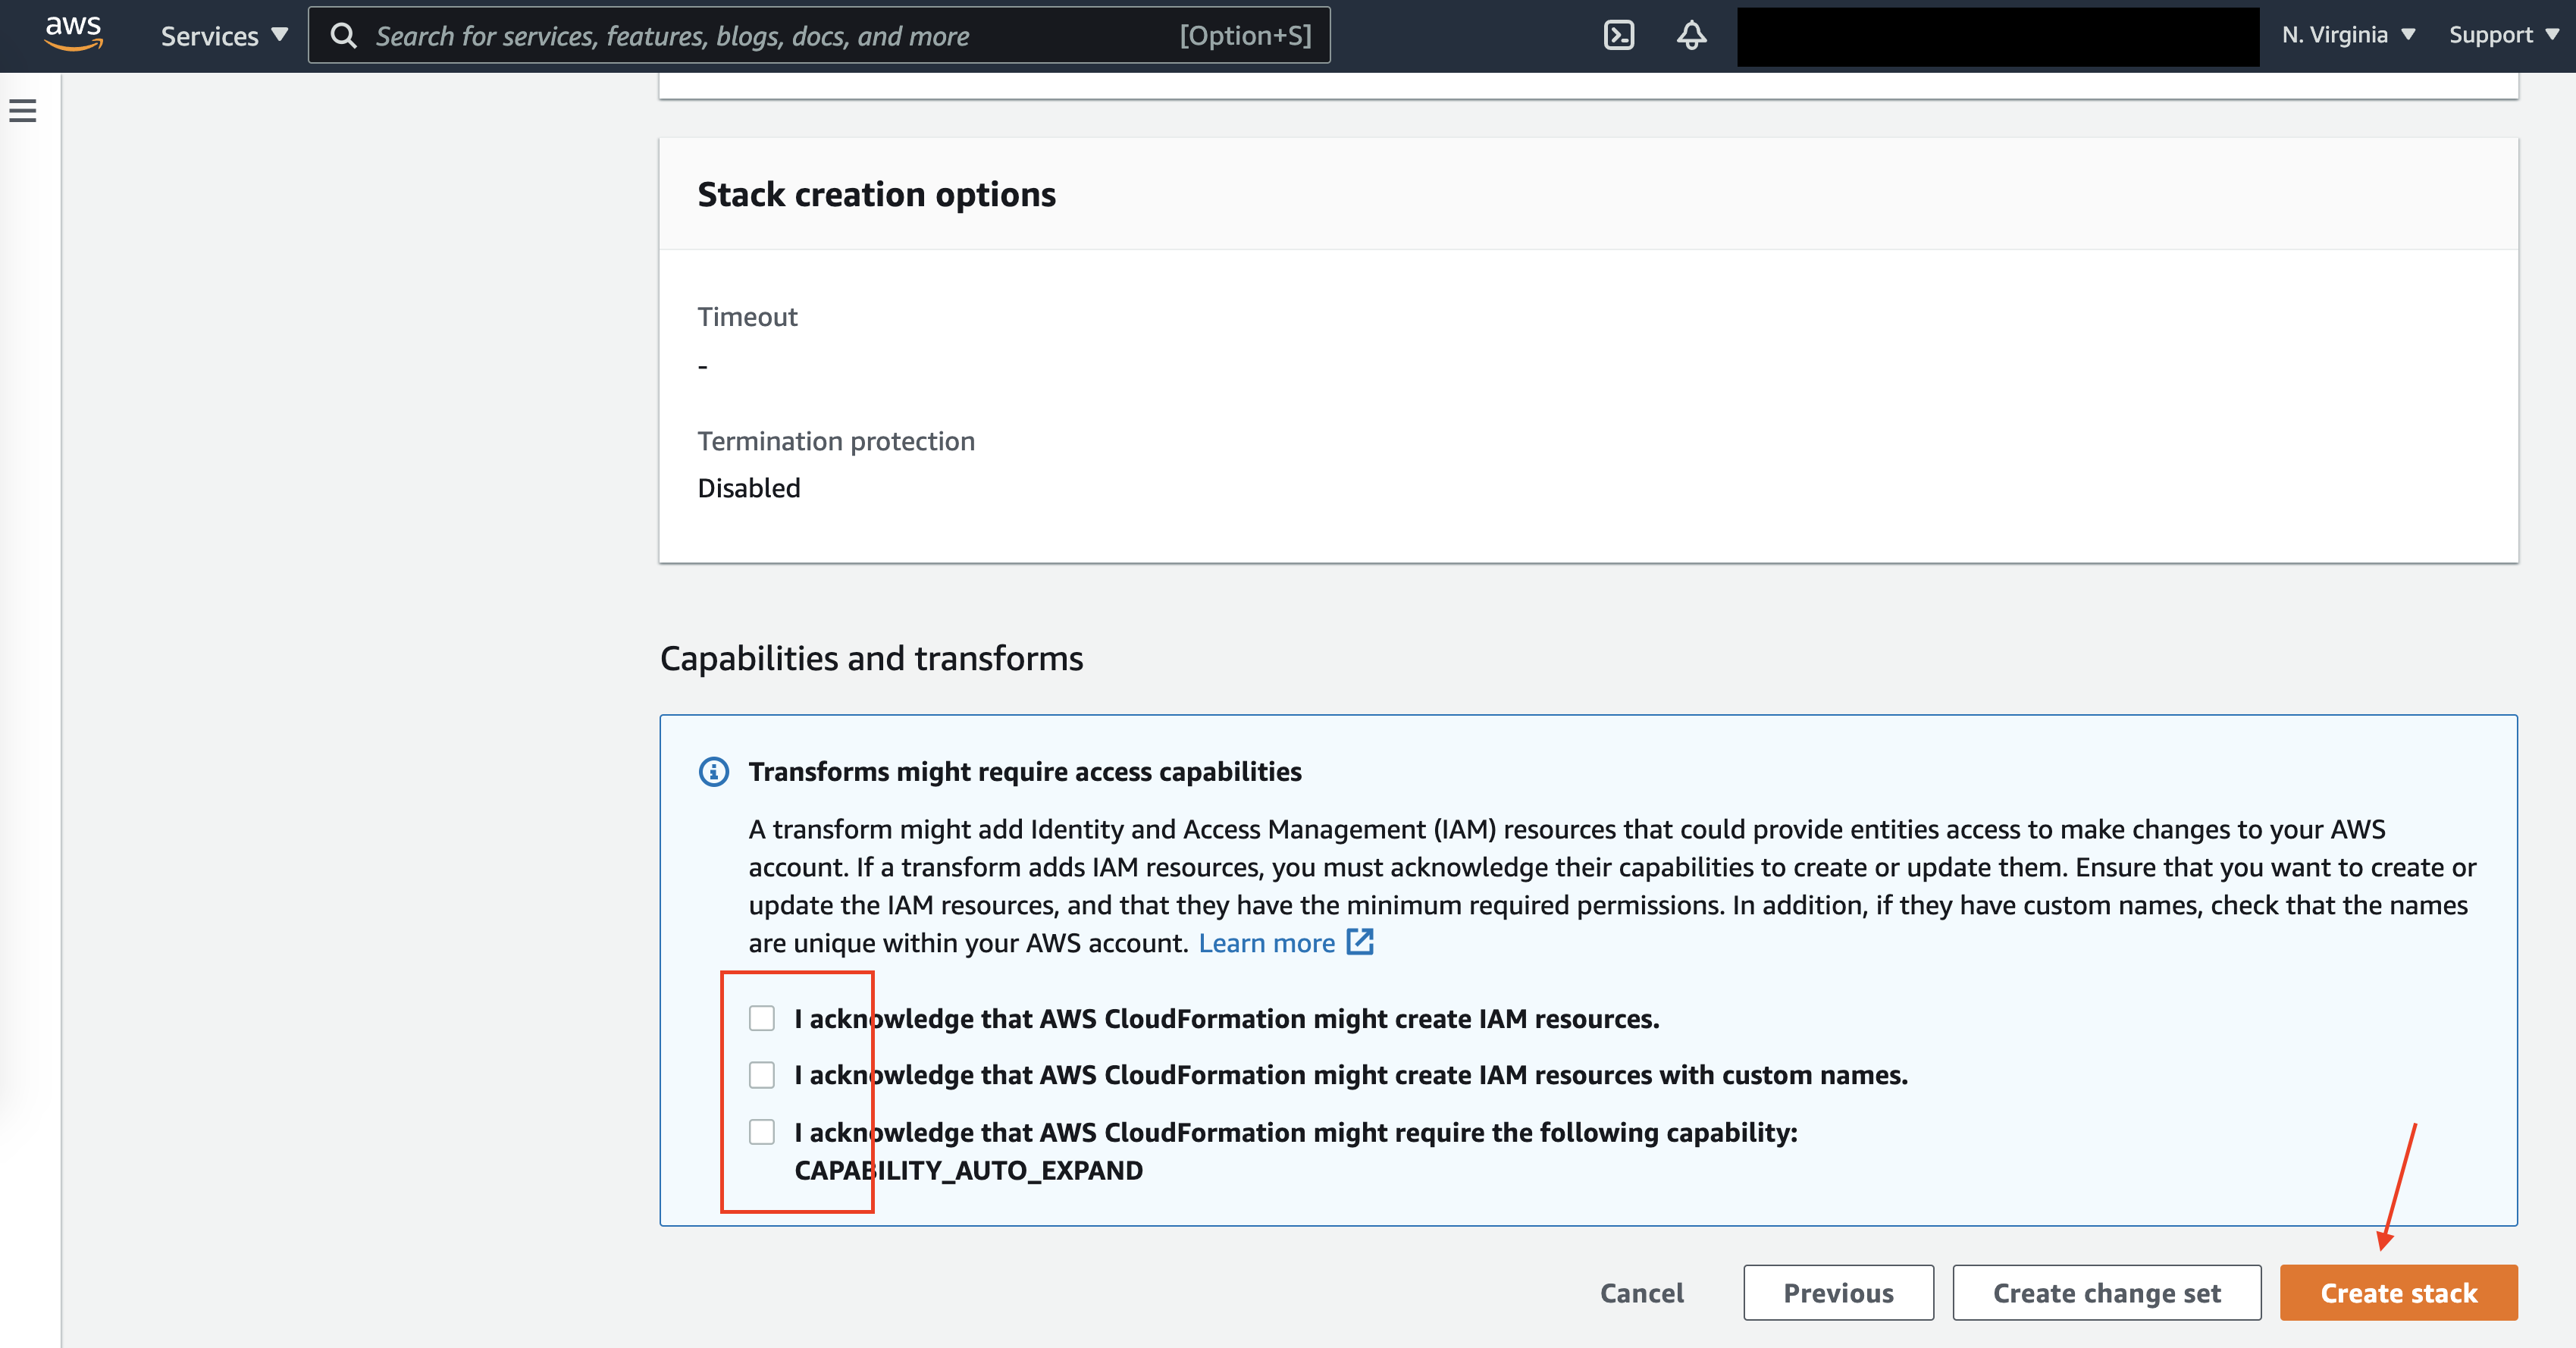 aws
Services
Search for services, features, blogs, docs, and more
[Option+S]
N. Virginia
Support
Stack creation options
Timeout
-
Termination protection
Disabled
Capabilities and transforms
Transforms might require access capabilities
A transform might add Identity and Access Management (IAM) resources that could provide entities access to make changes to your AWS
account. If a transform adds IAM resources, you must acknowledge their capabilities to create or update them. Ensure that you want to create or
update the IAM resources, and that they have the minimum required permissions. In addition, if they have custom names, check that the names
are unique within your AWS account. Learn more
I acknowledge that AWS CloudFormation might create IAM resources.
I acknowledge that AWS CloudFormation might create IAM resources with custom names.
I acknowledge that AWS CloudFormation might require the following capability:
CAPABILITY_AUTO_EXPAND
Cancel
Previous
Create change set
Create stack